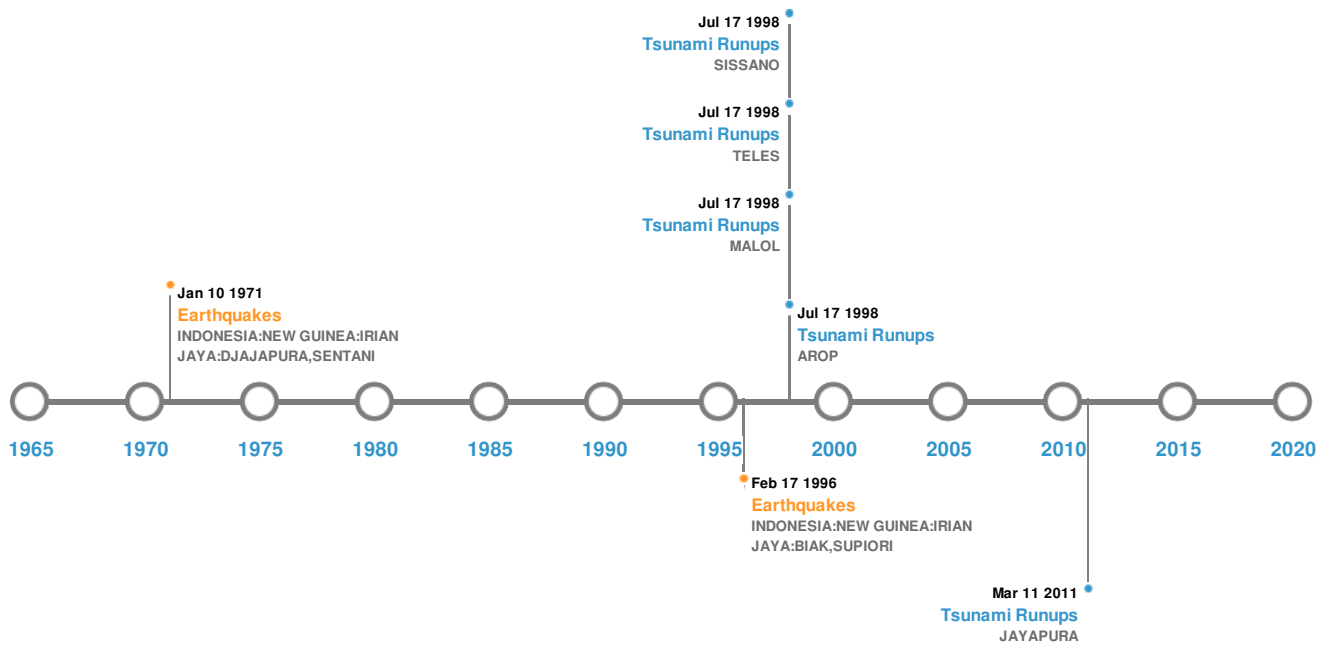 Jul 17 1998
Tsunami Runups
SISSANO
Jul 17 1998
Tsunami Runups
TELES
Jul 17 1998
Tsunami Runups
MALOL
Jan 10 1971
Earthquakes
INDONESIA:NEW GUINEA:IRIAN
JAYA:DJAJAPURA,SENTANI
Jul 17 1998
Tsunami Runups
AROP
1965 1970 1975 1980 1985 1990 1995 2000 2005 2010 2015 2020
Feb 17 1996
Earthquakes
INDONESIA:NEW GUINEA:IRIAN
JAYA:BIAK,SUPIORI
Mar 11 2011
Tsunami Runups
JAYAPURA